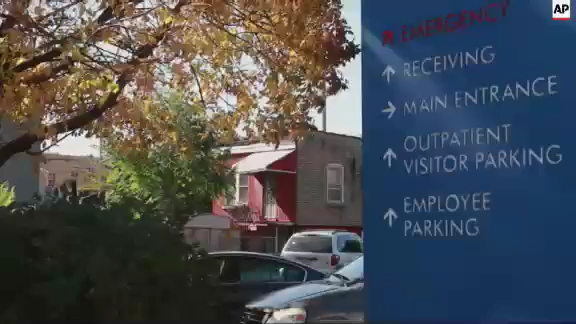 AP
EMERGENCY
RECEIVING
MAIN ENTRANCE
OUTPATIENT
VISITOR PARKING
EMPLOYEE
PARKING